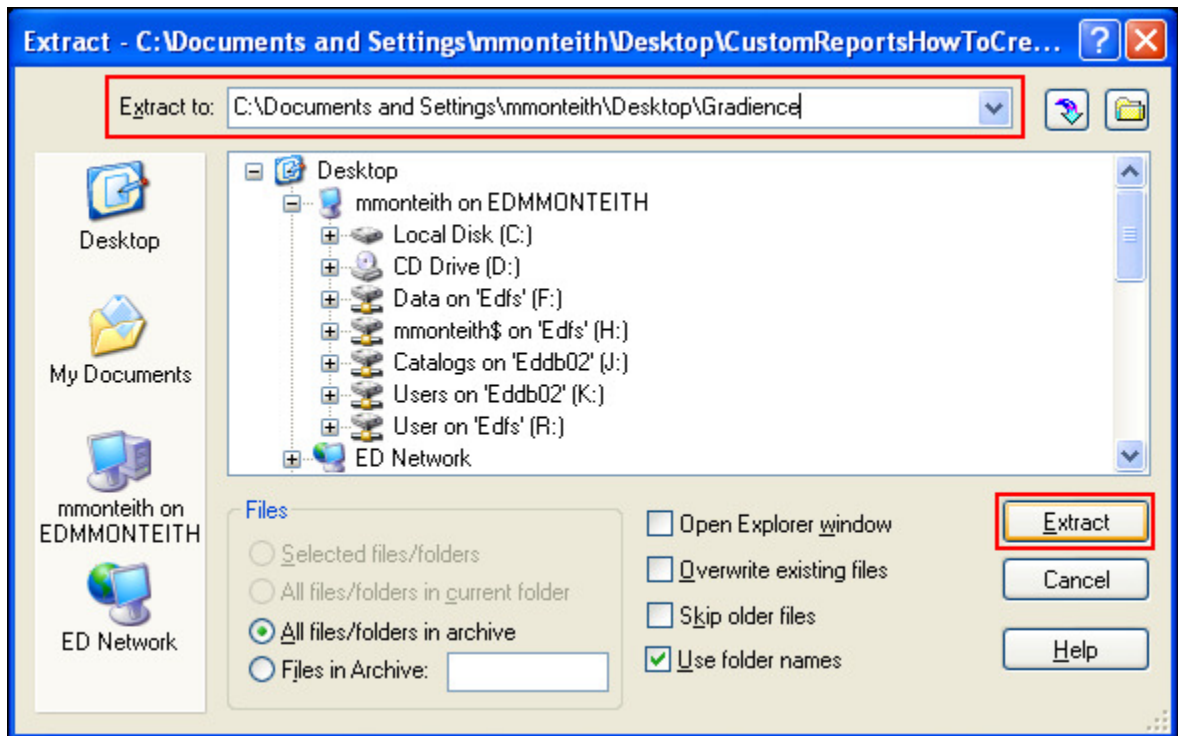 Extract - C:\Documents and Settings\mmonteith\Desktop\CustomReportsHowToCre...
Extract to: C:\Documents and Settings\mmonteith\Desktop\Gradience
Desktop
My Documents
mmonteith on
EDMMONTEITH
ED Network
Desktop
mmonteith on EDMMONTEITH
Local Disk (C:)
CD Drive (D:)
Data on 'Edfs' (F:)
mmonteith$ on 'Edfs' (H:)
Catalogs on 'Eddb02' (J:)
Users on 'Eddb02' (K:)
User on 'Edfs' (R:)
ED Network
Files
Selected files/folders
All files/folders in current folder
All files/folders in archive
Files in Archive:
Open Explorer window
Overwrite existing files
Skip older files
Use folder names
Extract
Cancel
Help